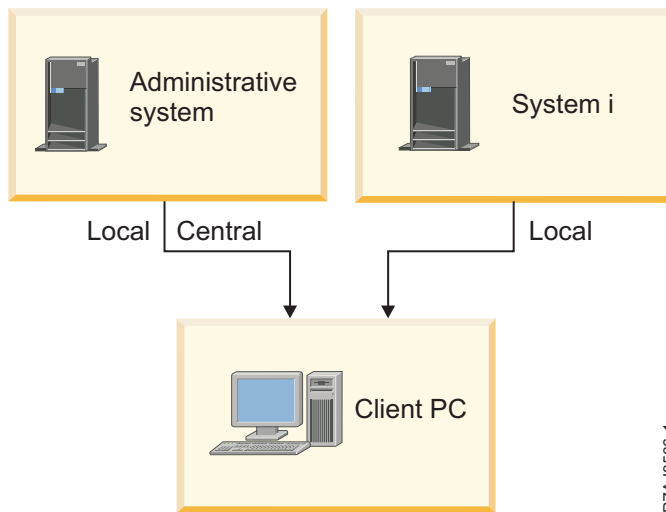 Administrative
system
System i
Local
Central
Local
Client PC